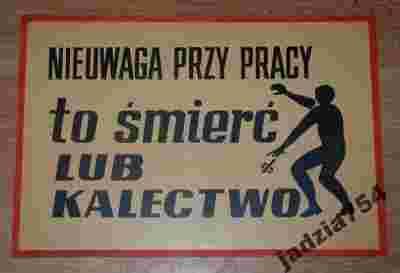 NIEUWAGA PRZY PRACY
to śmierć
LUB
KALECTWO
jadzia754